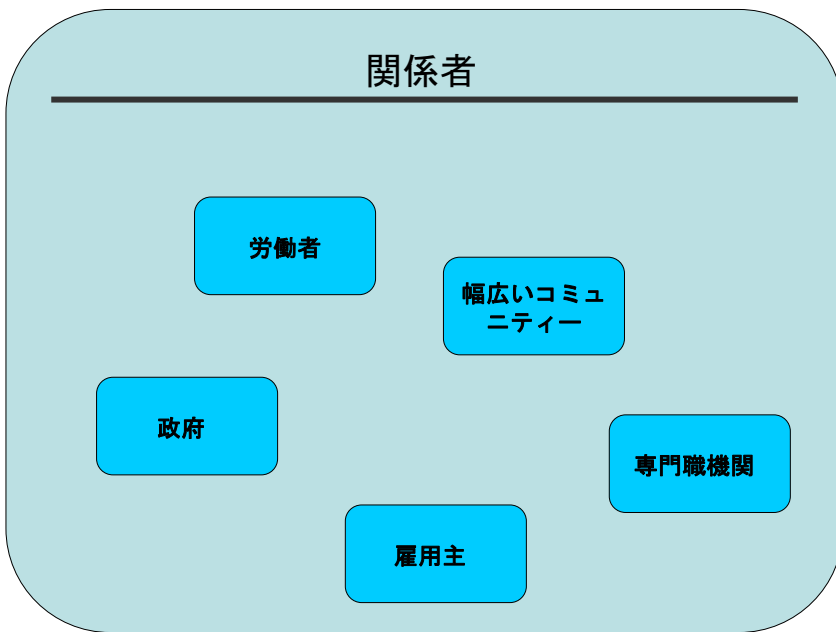 関係者
労働者
幅広いコミュ
ニティー
政府
専門職機関
雇用主